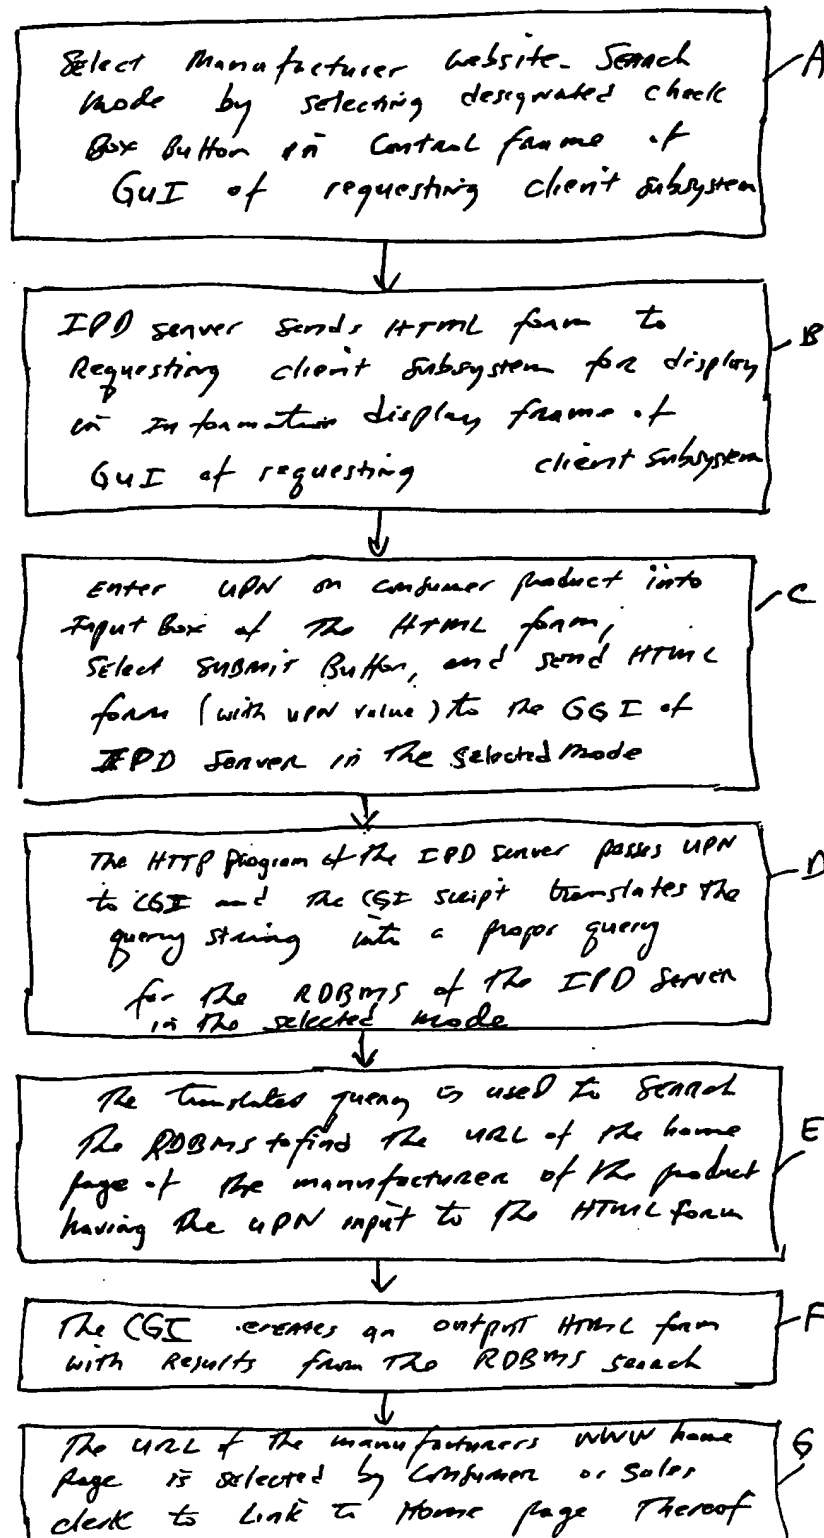 Select Manufacturer Website-Search
mode by selecting designated check
Box Button in Control frame of
GUI of requesting client subsystem
A
IPD server sends HTML form to
Requesting client subsystem for display
in Information display frame of
GUI of requesting client subsystem
B
Enter UPN on consumer product into
Input Box of the HTML form,
Select SUBMIT Button, and send HTML
form (with UPN value) to the CGI of
IPD Server in the selected mode
C
The HTTP Program of the IPD server passes UPN
to CGI and the CGI script translates the
query string into a proper query
for the RDBMS of the IPD Server
in the selected mode
D
The translated query is used to Search
The RDBMS to find the URL of the home
page of the manufacturer of the product
having the UPN input to the HTML form
E
The CGI creates an output HTML form
with Results from the RDBMS search
F
The URL of the manufacturers WWW home
Page is selected by Consumer or Sales
clerk to Link to Home page Thereof
G